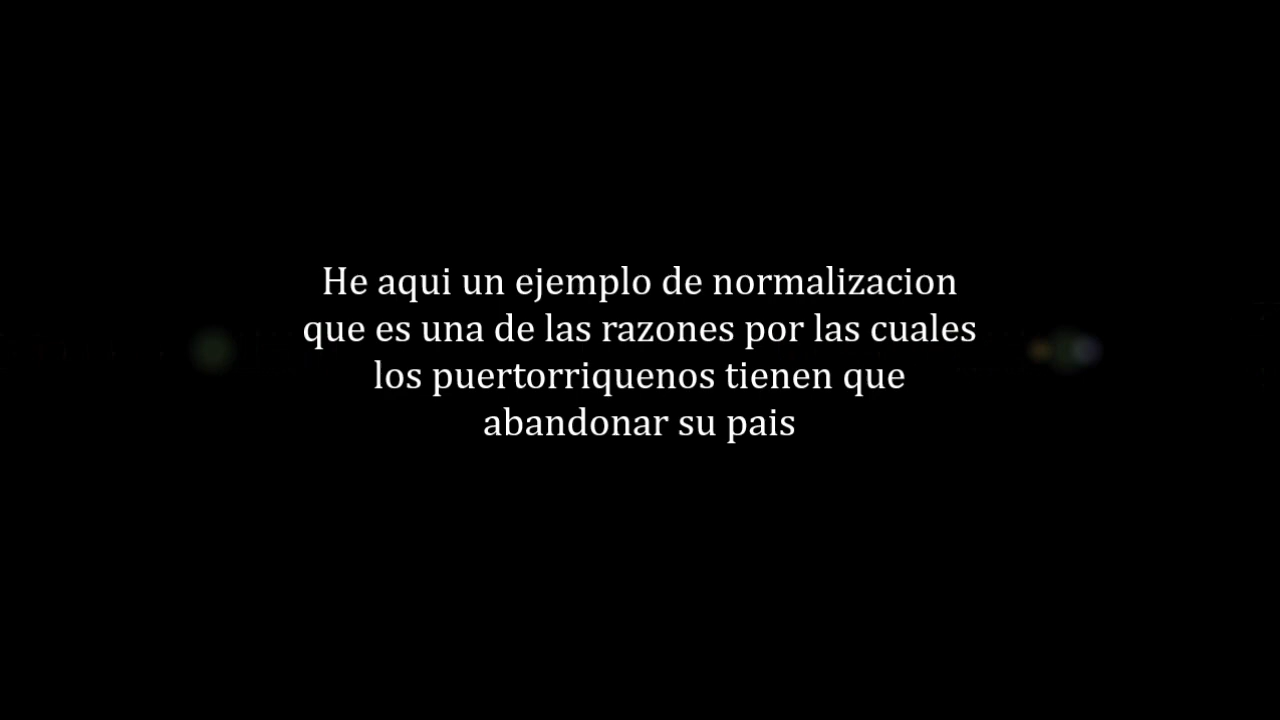 He aqui un ejemplo de normalizacion
que es una de las razones por las cuales
los puertorriquenos tienen que
abandonar su pais